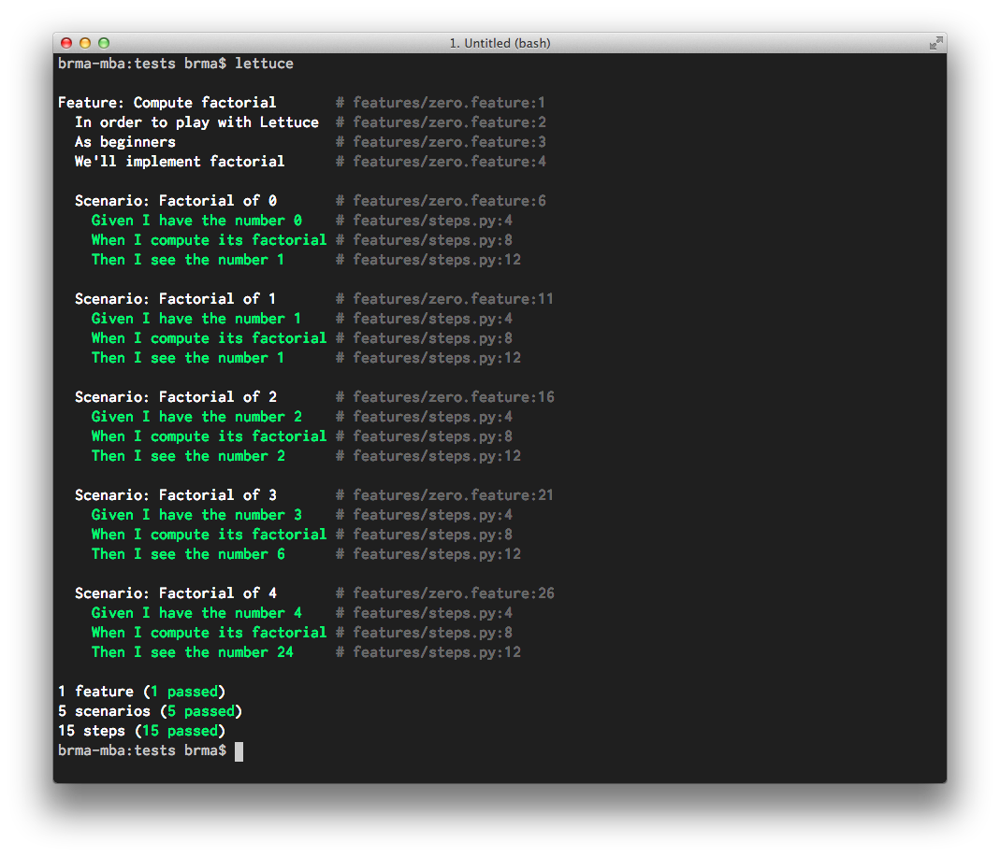 1. Untitled (bash)
brma-mba:tests brma$ lettuce
Feature: Compute factorial       # features/zero.feature:1
  In order to play with Lettuce  # features/zero.feature:2
  As beginners                   # features/zero.feature:3
  We'll implement factorial      # features/zero.feature:4
  Scenario: Factorial of 0       # features/zero.feature:6
    Given I have the number 0    # features/steps.py:4
    When I compute its factorial # features/steps.py:8
    Then I see the number 1      # features/steps.py:12
  Scenario: Factorial of 1       # features/zero.feature:11
    Given I have the number 1    # features/steps.py:4
    When I compute its factorial # features/steps.py:8
    Then I see the number 1      # features/steps.py:12
  Scenario: Factorial of 2       # features/zero.feature:16
    Given I have the number 2    # features/steps.py:4
    When I compute its factorial # features/steps.py:8
    Then I see the number 2      # features/steps.py:12
  Scenario: Factorial of 3       # features/zero.feature:21
    Given I have the number 3    # features/steps.py:4
    When I compute its factorial # features/steps.py:8
    Then I see the number 6      # features/steps.py:12
  Scenario: Factorial of 4       # features/zero.feature:26
    Given I have the number 4    # features/steps.py:4
    When I compute its factorial # features/steps.py:8
    Then I see the number 24     # features/steps.py:12
1 feature (1 passed)
5 scenarios (5 passed)
15 steps (15 passed)
brma-mba:tests brma$